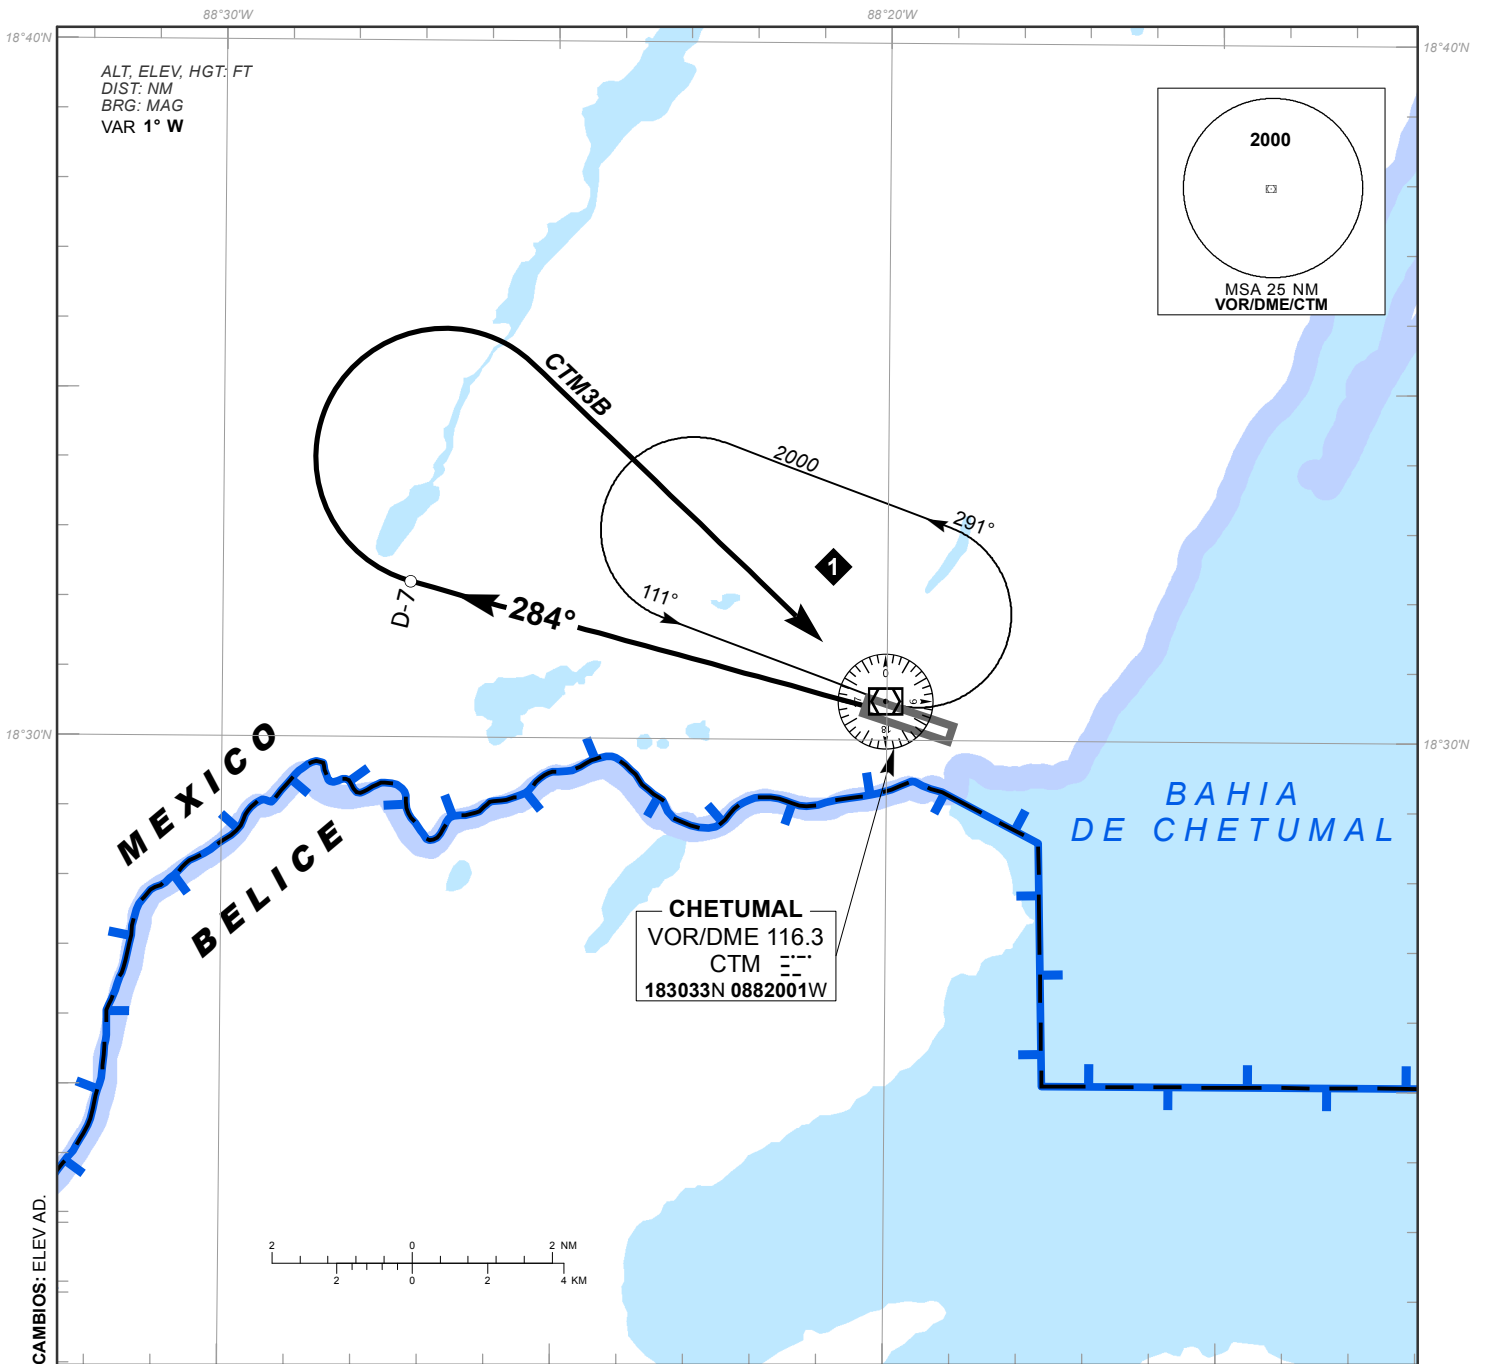 88°30'W
88°20'W
18°40'N
18°40'N
ALT, ELEV, HGT: FT
DIST: NM
BRG: MAG
VAR 1° W
2000
MSA 25 NM
VOR/DME/CTM
CTM3B
2000
291°
1
111°
284°
D-7
0
9
18
18°30'N
18°30'N
MEXICO
BELICE
BAHIA
DE CHETUMAL
CHETUMAL
VOR/DME 116.3
CTM
183033N 0882001W
CAMBIOS: ELEV AD.
2 0 2 NM
2 0 2 4 KM